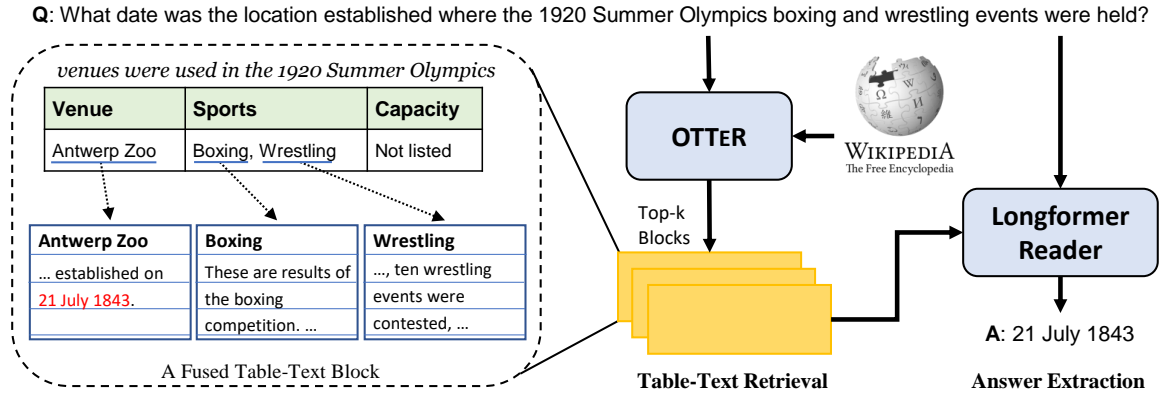 Q: What date was the location established where the 1920 Summer Olympics boxing and wrestling events were held?
venues were used in the 1920 Summer Olympics
Venue Sports Capacity
Antwerp Zoo Boxing, Wrestling Not listed
Antwerp Zoo
… established on
21 July 1843.
Boxing
These are results of
the boxing
competition. …
Wrestling
…, ten wrestling
events were
contested, …
A Fused Table-Text Block
OTTER
WIKIPEDIA
The Free Encyclopedia
Top-k
Blocks
Table-Text Retrieval
Longformer
Reader
A: 21 July 1843
Answer Extraction